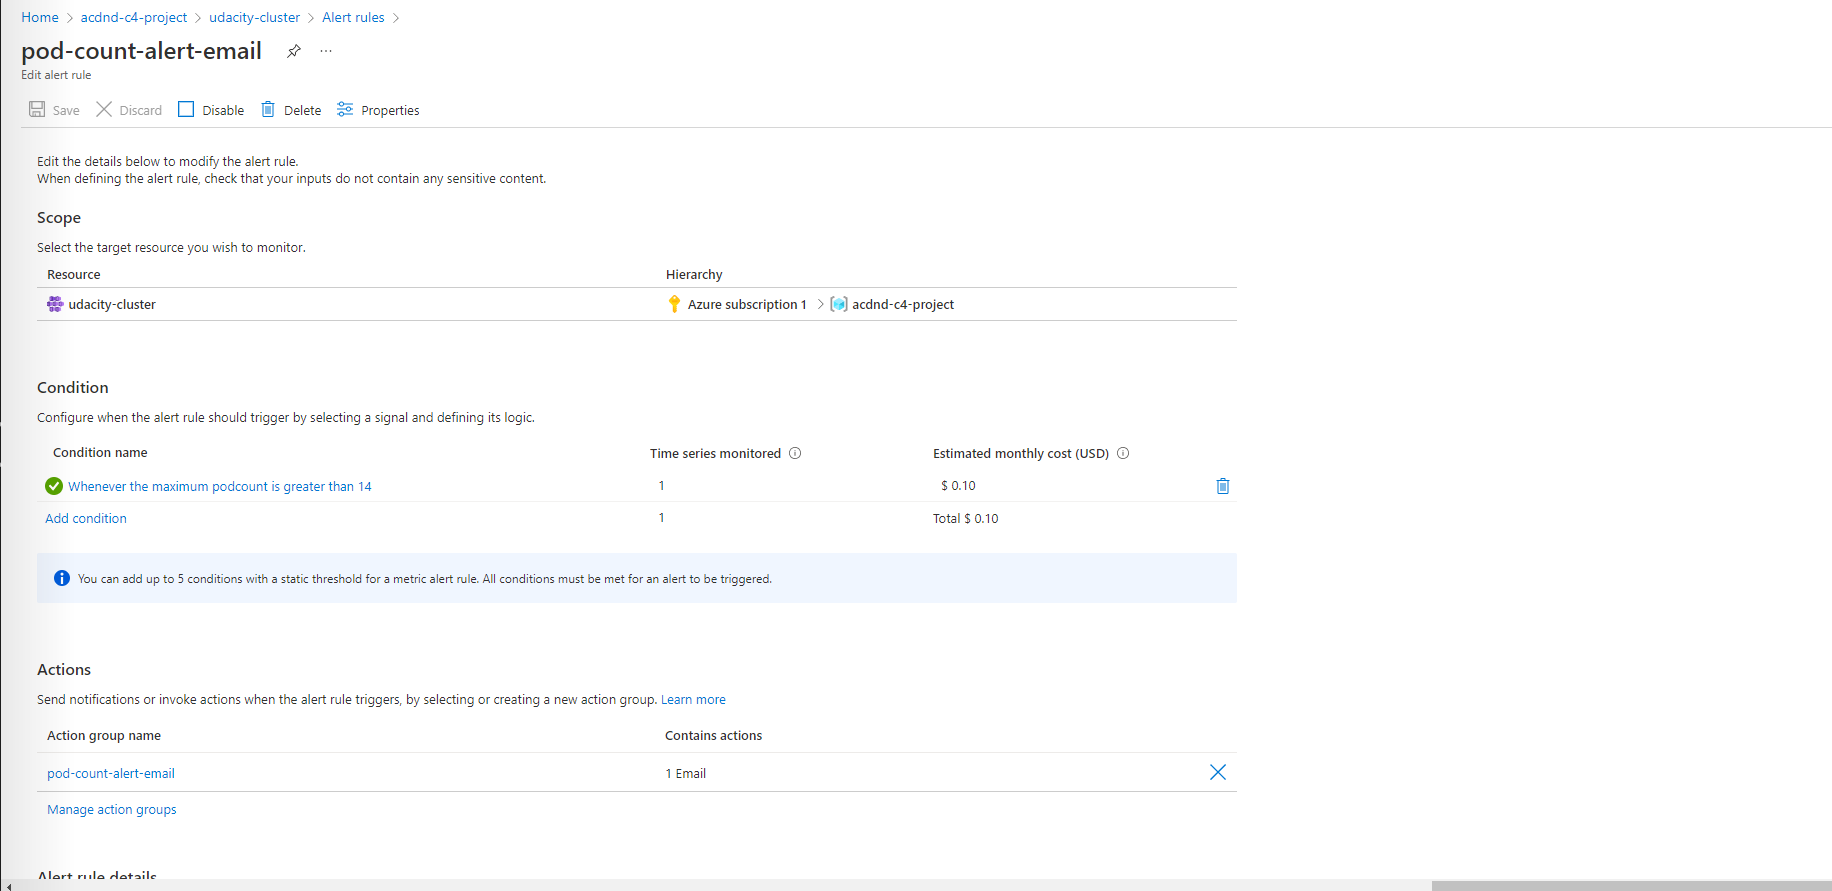 Home > acdnd-c4-project > udacity-cluster > Alert rules >
pod-count-alert-email ...
Edit alert rule
Save Discard Disable Delete Properties
Edit the details below to modify the alert rule.
When defining the alert rule, check that your inputs do not contain any sensitive content.
Scope
Select the target resource you wish to monitor.
Resource Hierarchy
udacity-cluster Azure subscription 1 > acdnd-c4-project
Condition
Configure when the alert rule should trigger by selecting a signal and defining its logic.
Condition name Time series monitored Estimated monthly cost (USD)
Whenever the maximum podcount is greater than 14 1 $ 0.10
Add condition 1 Total $ 0.10
You can add up to 5 conditions with a static threshold for a metric alert rule. All conditions must be met for an alert to be triggered.
Actions
Send notifications or invoke actions when the alert rule triggers, by selecting or creating a new action group. Learn more
Action group name Contains actions
pod-count-alert-email 1 Email
Manage action groups
Alert rule details